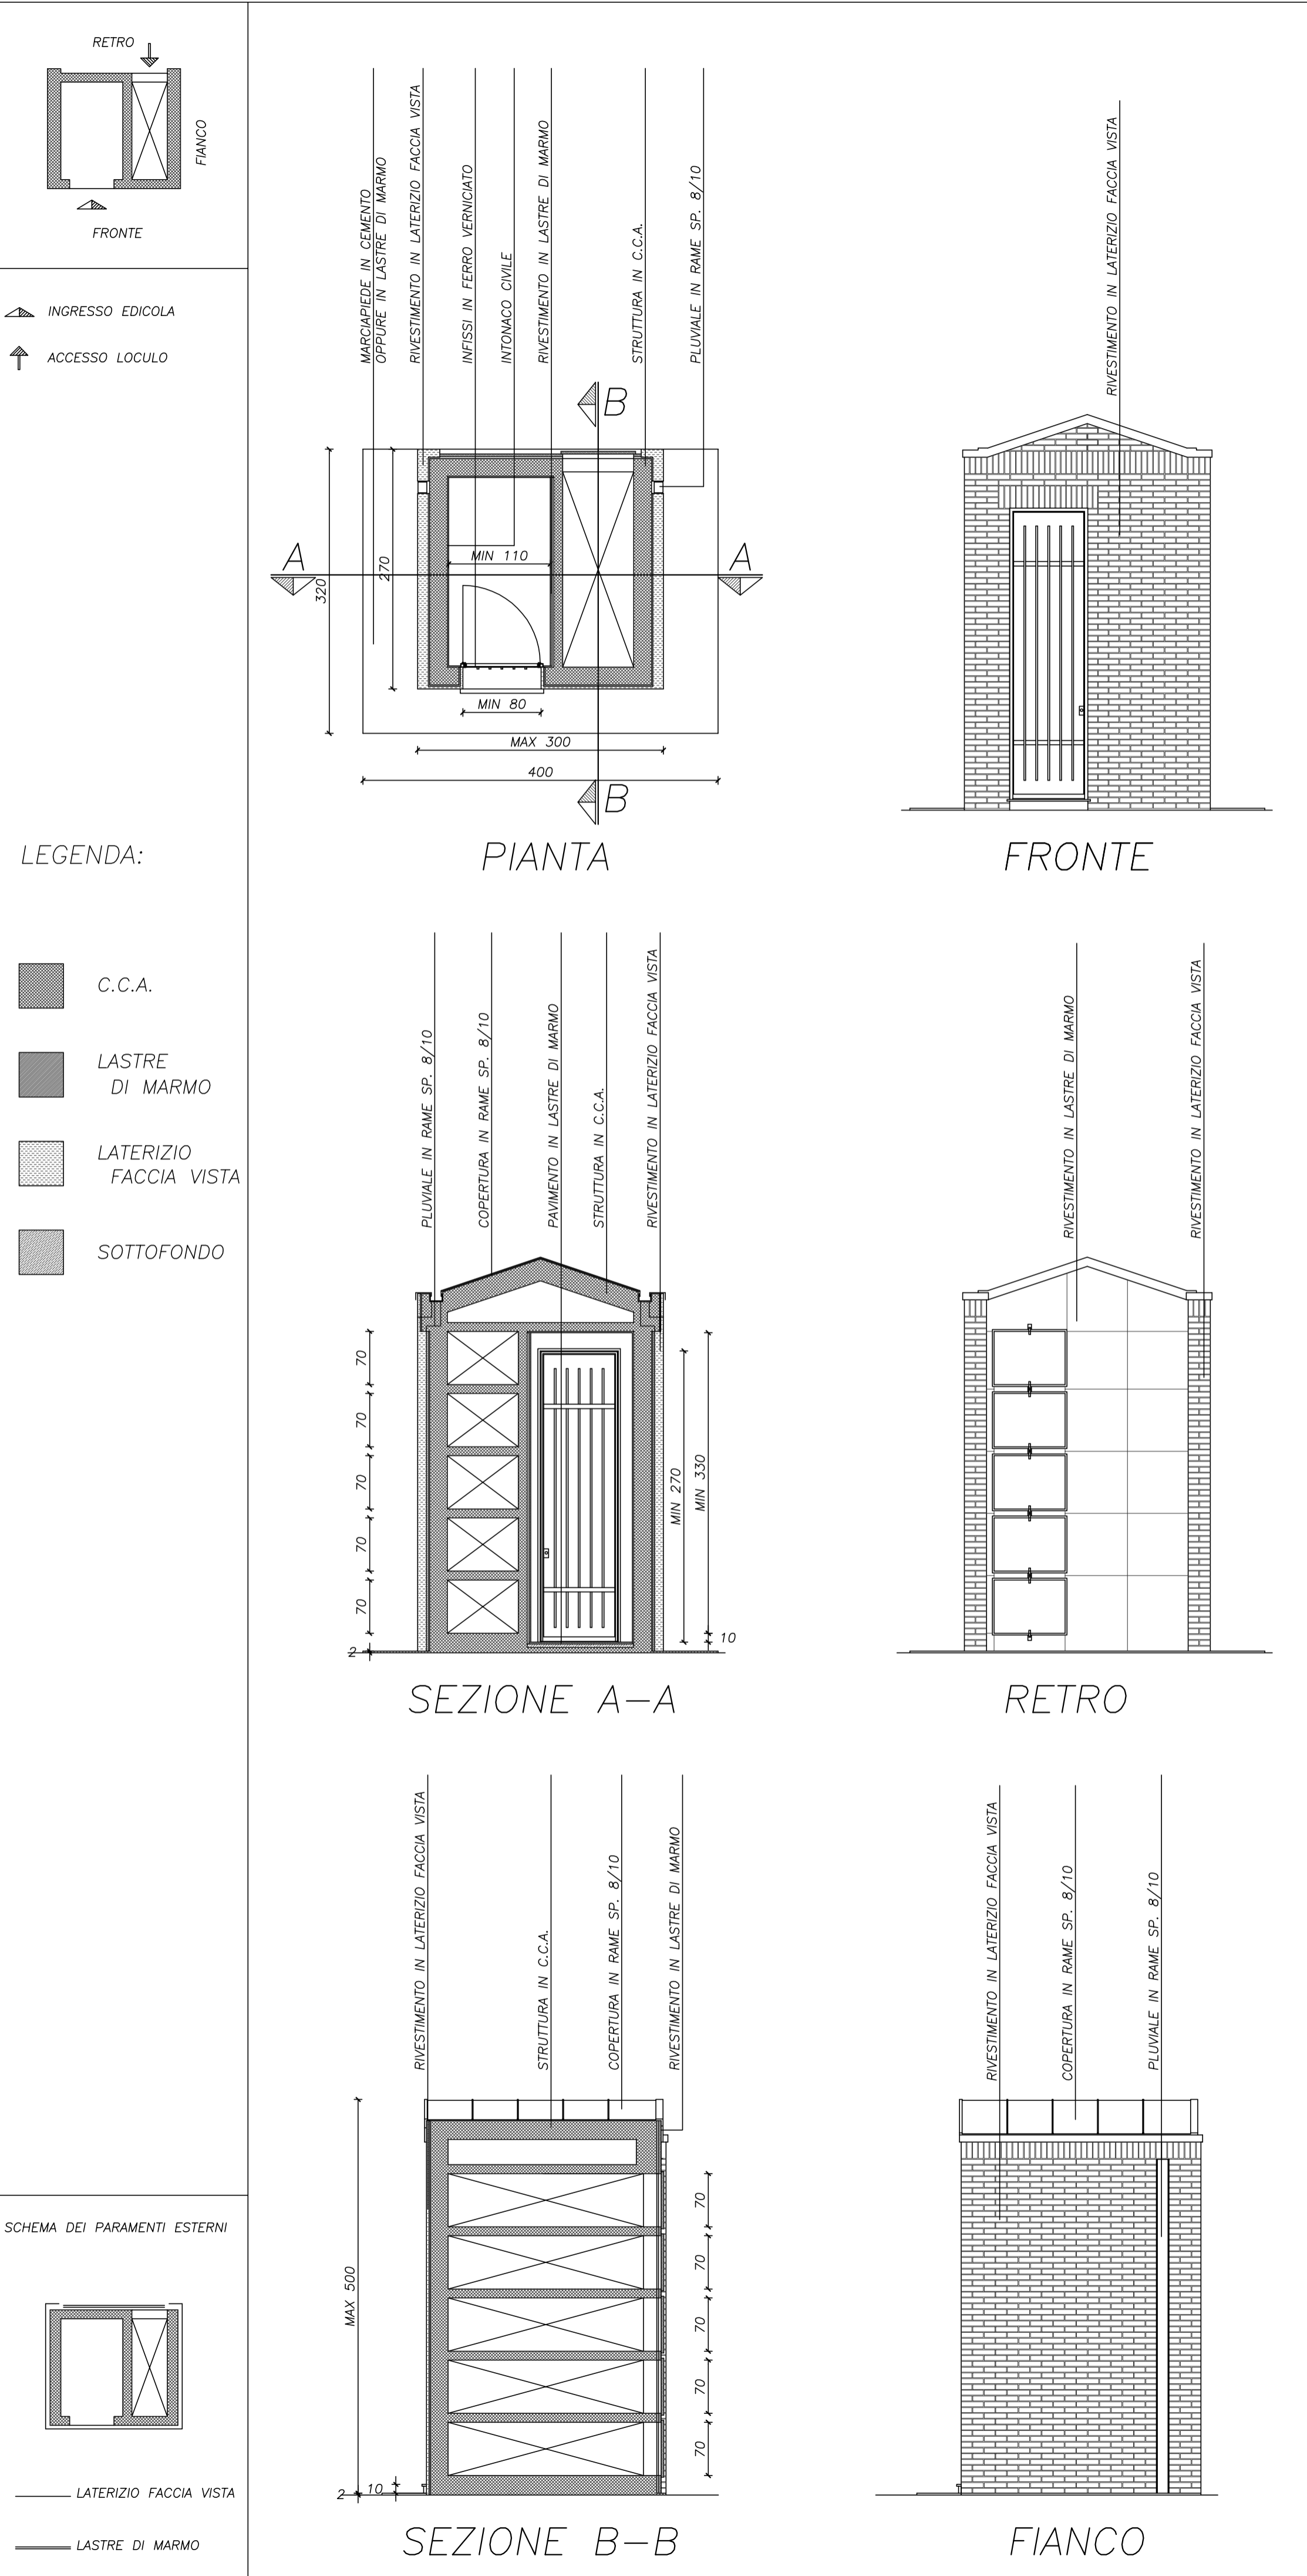 RETRO
FIANCO
FRONTE
INGRESSO EDICOLA
ACCESSO LOCULO
LEGENDA:
C.C.A.
LASTRE
DI MARMO
LATERIZIO
FACCIA VISTA
SOTTOFONDO
SCHEMA DEI PARAMENTI ESTERNI
LATERIZIO FACCIA VISTA
LASTRE DI MARMO
MARCIAPIEDE IN CEMENTO
OPPURE IN LASTRE DI MARMO
RIVESTIMENTO IN LATERIZIO FACCIA VISTA
INFISSI IN FERRO VERNICIATO
INTONACO CIVILE
RIVESTIMENTO IN LASTRE DI MARMO
STRUTTURA IN C.C.A.
PLUVIALE IN RAME SP. 8/10
B
A
A
MIN 110
270
320
MIN 80
MAX 300
400
B
PIANTA
RIVESTIMENTO IN LATERIZIO FACCIA VISTA
FRONTE
PLUVIALE IN RAME SP. 8/10
COPERTURA IN RAME SP. 8/10
PAVIMENTO IN LASTRE DI MARMO
STRUTTURA IN C.C.A.
RIVESTIMENTO IN LATERIZIO FACCIA VISTA
70
70
70
70
70
2
MIN 270
MIN 330
10
SEZIONE A-A
RIVESTIMENTO IN LASTRE DI MARMO
RIVESTIMENTO IN LATERIZIO FACCIA VISTA
RETRO
RIVESTIMENTO IN LATERIZIO FACCIA VISTA
STRUTTURA IN C.C.A.
COPERTURA IN RAME SP. 8/10
RIVESTIMENTO IN LASTRE DI MARMO
MAX 500
70
70
70
70
70
2
10
SEZIONE B-B
RIVESTIMENTO IN LATERIZIO FACCIA VISTA
COPERTURA IN RAME SP. 8/10
PLUVIALE IN RAME SP. 8/10
FIANCO